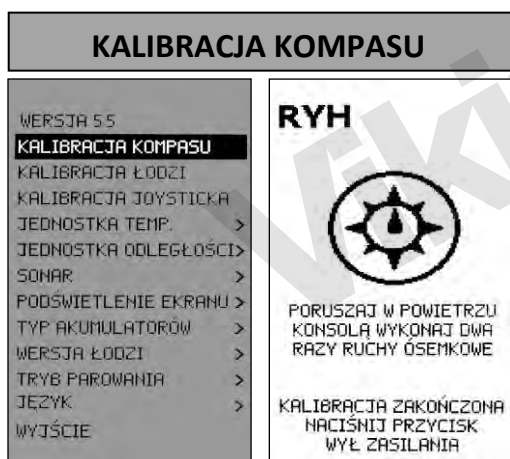 KALIBRACJA KOMPASU
WERSJA 5.5
KALIBRACJA KOMPASU
KALIBRACJA ŁODZI
KALIBRACJA JOYSTICKA
JEDNOSTKA TEMP. >
JEDNOSTKA ODLEGŁOŚCI>
SONAR >
PODŚWIETLENIE EKRANU >
TYP AKUMULATORÓW >
WERSJA ŁODZI >
TRYB PAROWANIA >
JĘZYK >
WYJŚCIE
RYH
PORUSZAJ W POWIETRZU
KONSOLĄ WYKONAJ DWA
RAZY RUCHY ÓSEMKOWE
KALIBRACJA ZAKOŃCZONA
NACIŚNIJ PRZYCISK
WYŁ ZASILANIA